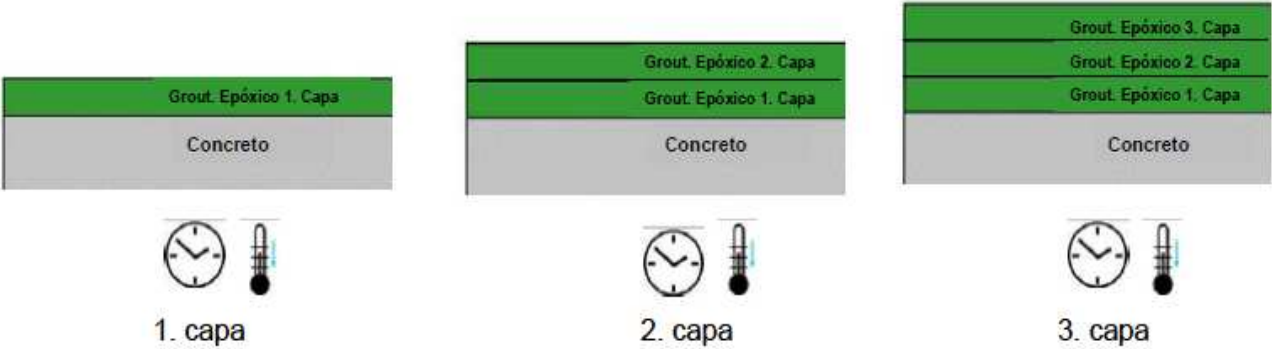 Grout. Epóxico 1. Capa
Concreto
1. capa
Grout. Epóxico 2. Capa
Grout. Epóxico 1. Capa
Concreto
2. capa
Grout. Epóxico 3. Capa
Grout. Epóxico 2. Capa
Grout. Epóxico 1. Capa
Concreto
3. capa